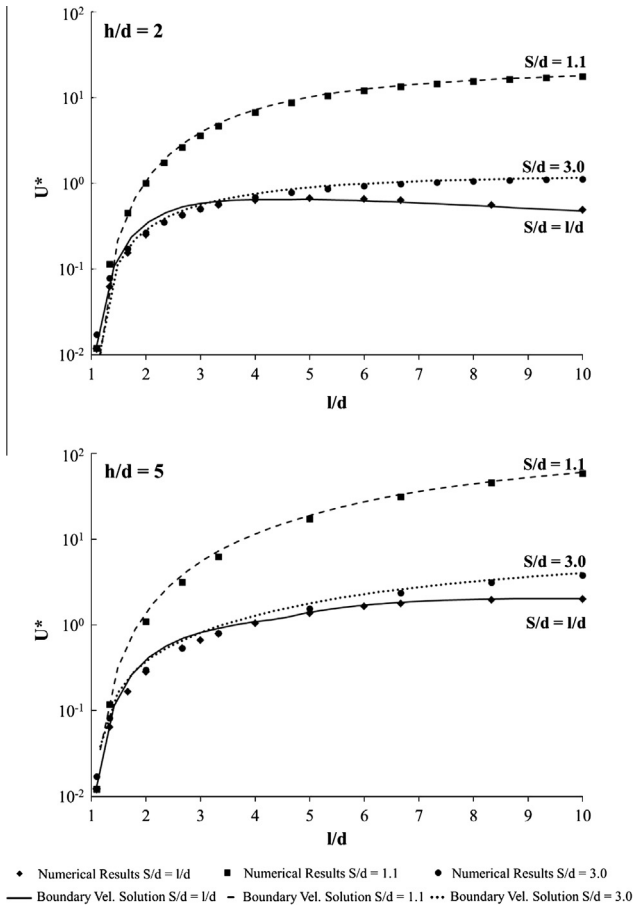 h/d = 2
10²
10¹
10⁰
10⁻¹
10⁻²
U*
S/d = 1.1
S/d = 3.0
S/d = l/d
1 2 3 4 5 6 7 8 9 10
l/d
h/d = 5
10²
10¹
10⁰
10⁻¹
10⁻²
U*
S/d = 1.1
S/d = 3.0
S/d = l/d
1 2 3 4 5 6 7 8 9 10
l/d
Numerical Results S/d = l/d Numerical Results S/d = 1.1 Numerical Results S/d = 3.0
Boundary Vel. Solution S/d = l/d Boundary Vel. Solution S/d = 1.1 Boundary Vel. Solution S/d = 3.0